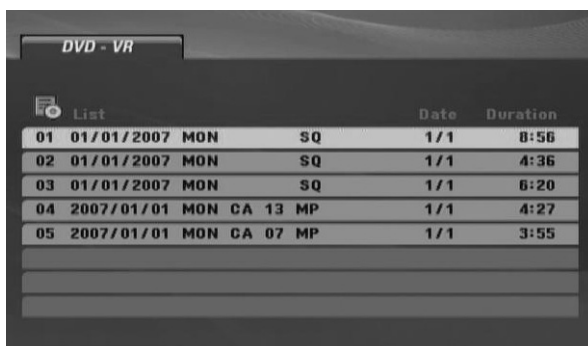 DVD - VR
List Date Duration
01 01/01/2007 MON SQ 1/1 8:56
02 01/01/2007 MON SQ 1/1 4:36
03 01/01/2007 MON SQ 1/1 6:20
04 2007/01/01 MON CA 13 MP 1/1 4:27
05 2007/01/01 MON CA 07 MP 1/1 3:55